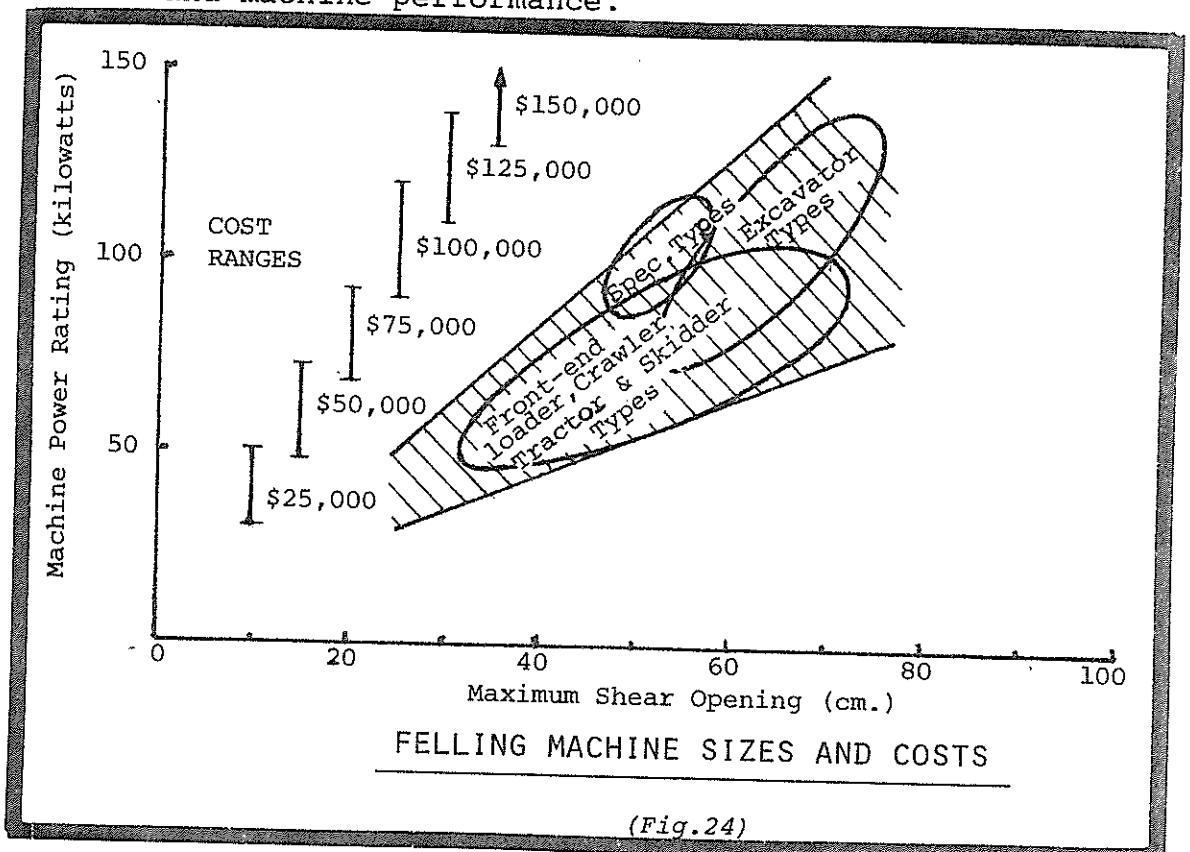 and machine performance.
Machine Power Rating (kilowatts)
150
100
50
COST
RANGES
$150,000
$125,000
$100,000
$75,000
$50,000
$25,000
Spec. Types
Excavator
Types
Front-end
loader, Crawler
Tractor & Skidder
Types
0 20 40 60 80 100
Maximum Shear Opening (cm.)
FELLING MACHINE SIZES AND COSTS
(Fig.24)